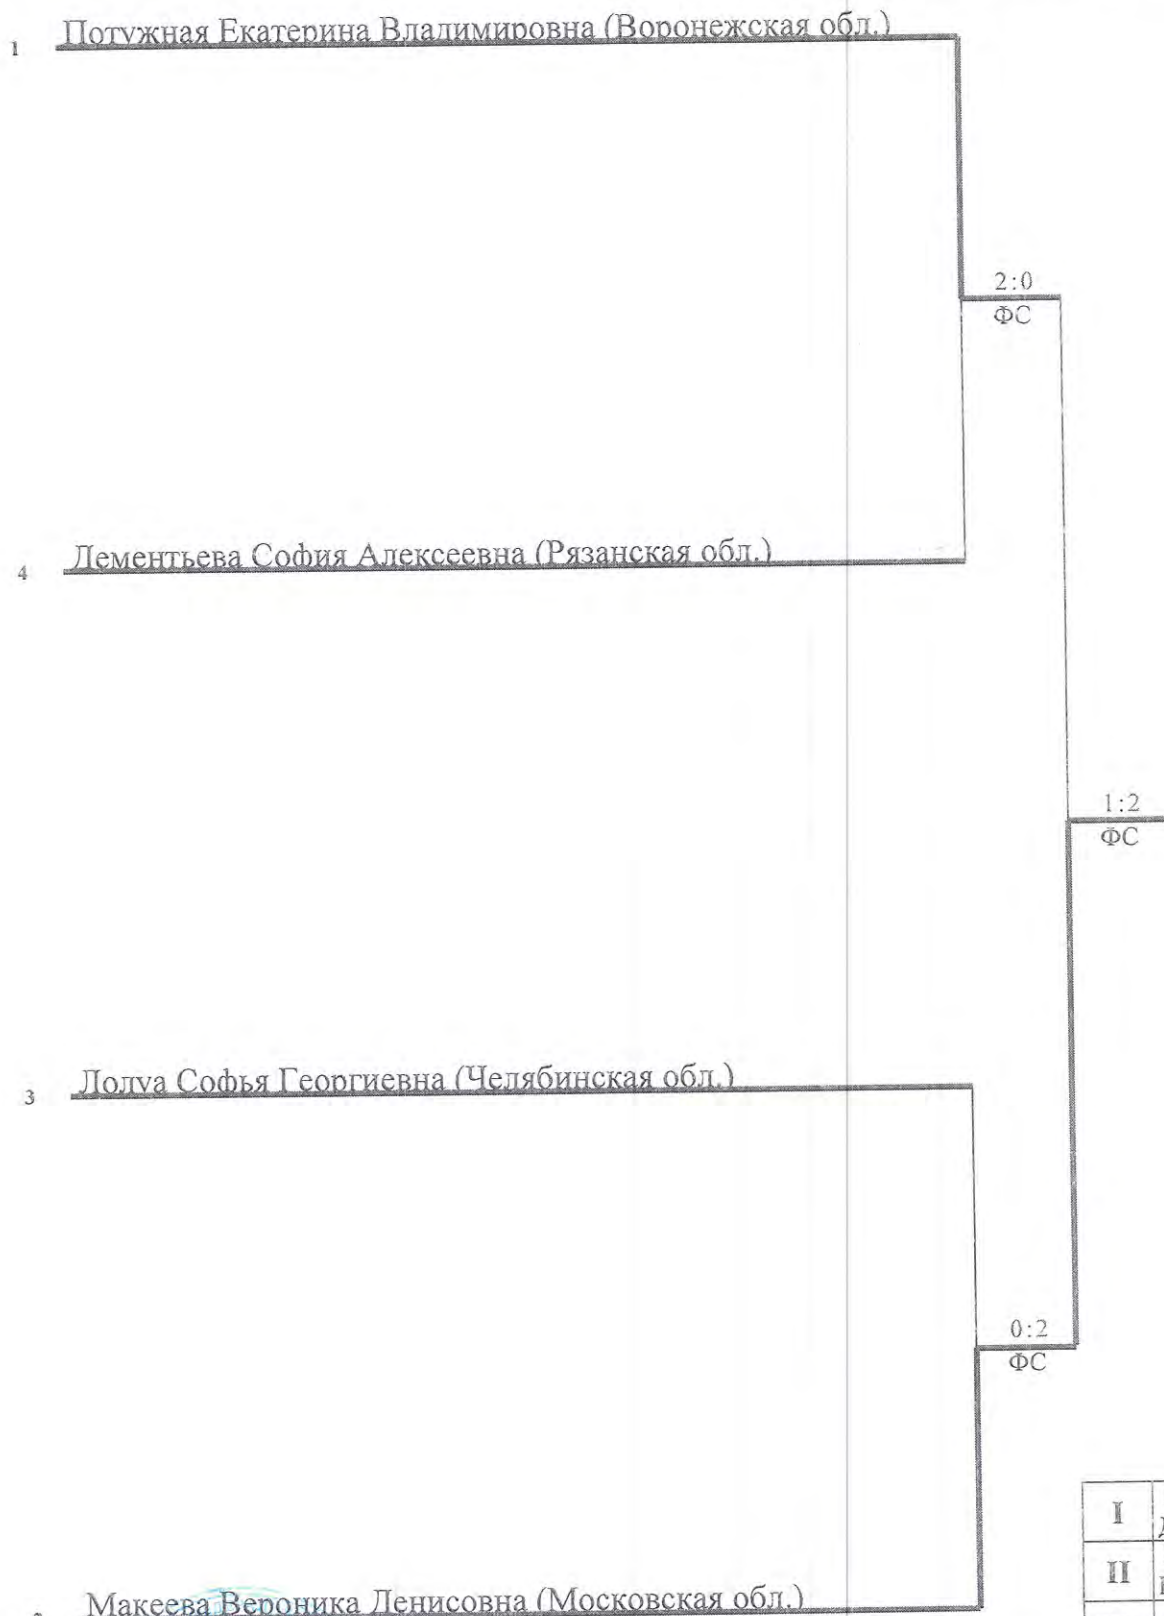 1 Потужная Екатерина Владимировна (Воронежская обл.)
2:0
ФС
4 Дементьева София Алексеевна (Рязанская обл.)
1:2
ФС
3 Лолуа Софья Георгиевна (Челябинская обл.)
0:2
ФС
I
II
Макеева Вероника Денисовна (Московская обл.)